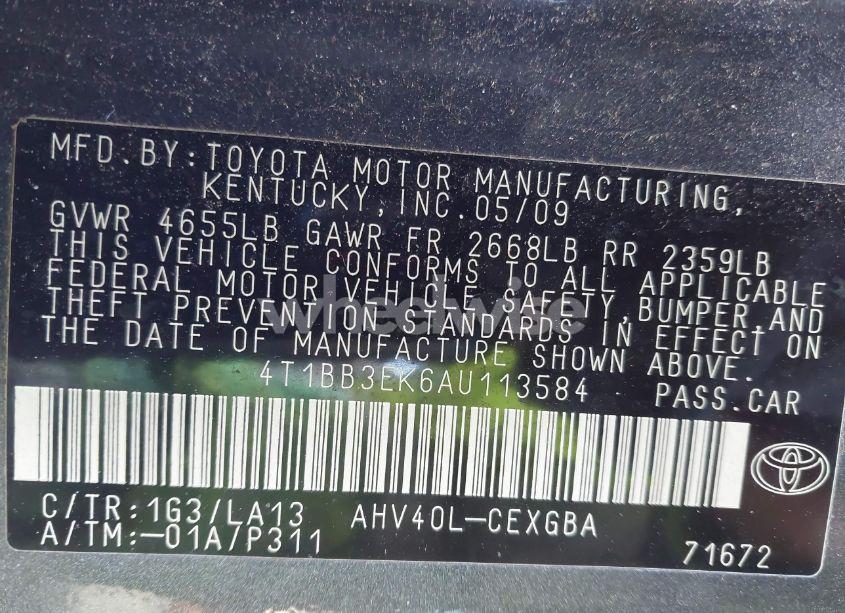 MFD.BY:TOYOTA MOTOR MANUFACTURING,
KENTUCKY,INC.05/09
GVWR 4655LB GAWR FR 2668LB RR 2359LB
THIS VEHICLE CONFORMS TO ALL APPLICABLE
FEDERAL MOTOR VEHICLE SAFETY,BUMPER,AND
THEFT PREVENTION STANDARDS IN EFFECT ON
THE DATE OF MANUFACTURE SHOWN ABOVE.
4T1BB3EK6AU113584 PASS.CAR
C/TR:1G3/LA13 AHV40L-CEXGBA
A/TM:-01A/P311 71672
wheelwise